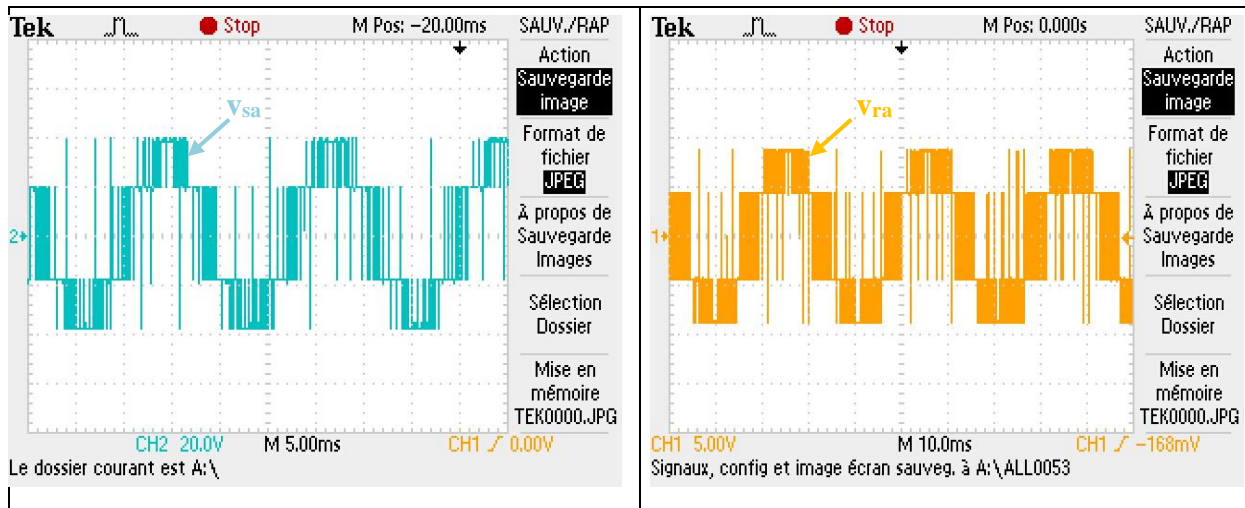 Tek Stop M Pos: -20.00ms SAUV./RAP
Action
Sauvegarde
image
Format de
fichier
JPEG
À propos de
Sauvegarde
Images
Sélection
Dossier
Mise en
mémoire
TEK0000.JPG
vsa
2
CH2 20.0V M 5.00ms CH1 0.00V
Le dossier courant est A:\
Tek Stop M Pos: 0.000s SAUV./RAP
Action
Sauvegarde
image
Format de
fichier
JPEG
À propos de
Sauvegarde
Images
Sélection
Dossier
Mise en
mémoire
TEK0000.JPG
vra
1
CH1 5.00V M 10.0ms CH1 -168mV
Signaux, config et image écran sauveg. à A:\ALL0053